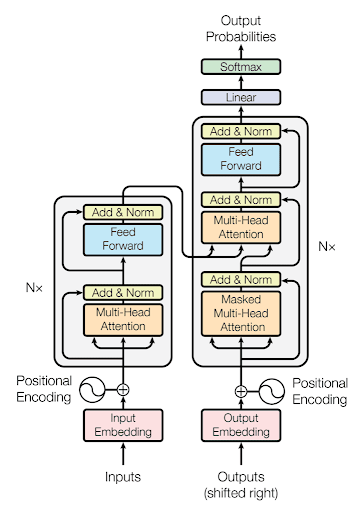 Output
Probabilities
Softmax
Linear
Add & Norm
Feed
Forward
Add & Norm
Multi-Head
Attention
Add & Norm
Masked
Multi-Head
Attention
N×
Add & Norm
Feed
Forward
Add & Norm
Multi-Head
Attention
N×
Positional
Encoding
Positional
Encoding
Input
Embedding
Output
Embedding
Inputs
Outputs
(shifted right)